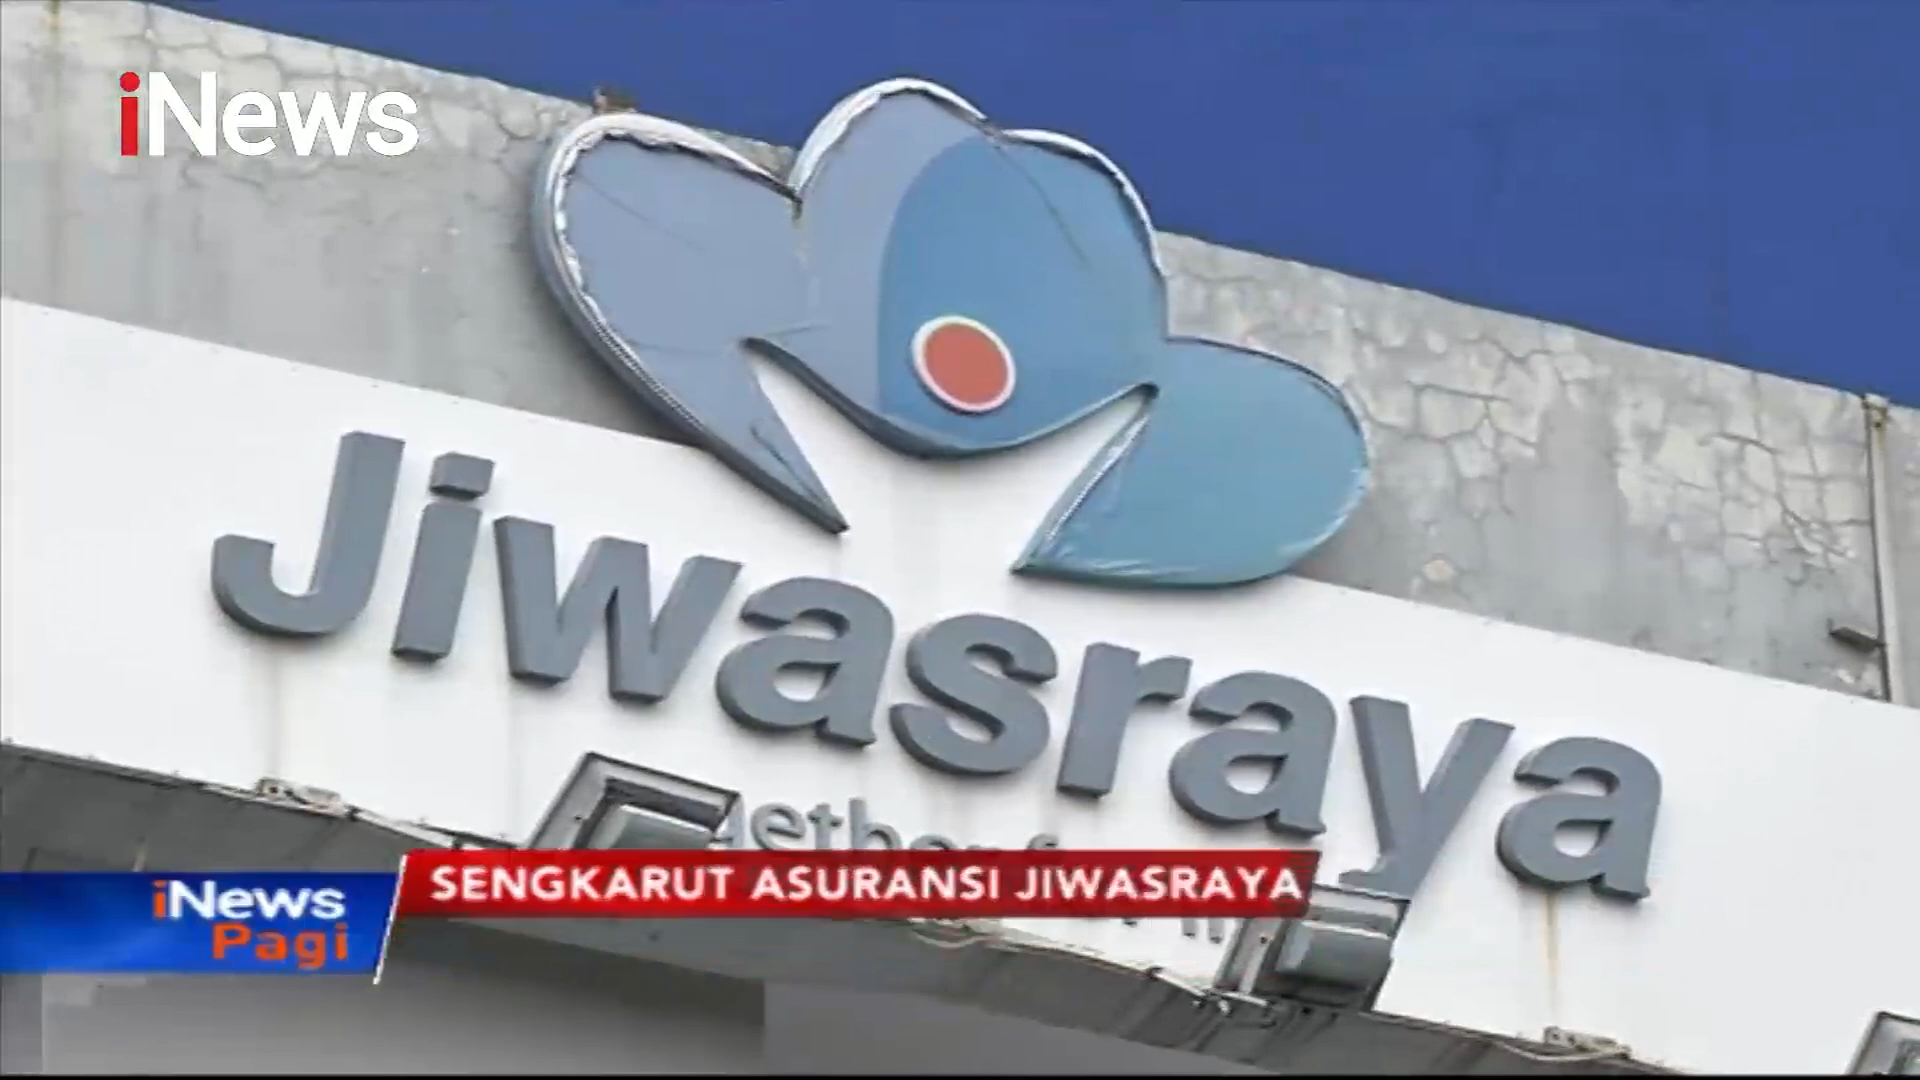 iNews
Jiwasraya
SENGKARUT ASURANSI JIWASRAYA
iNews
Pagi